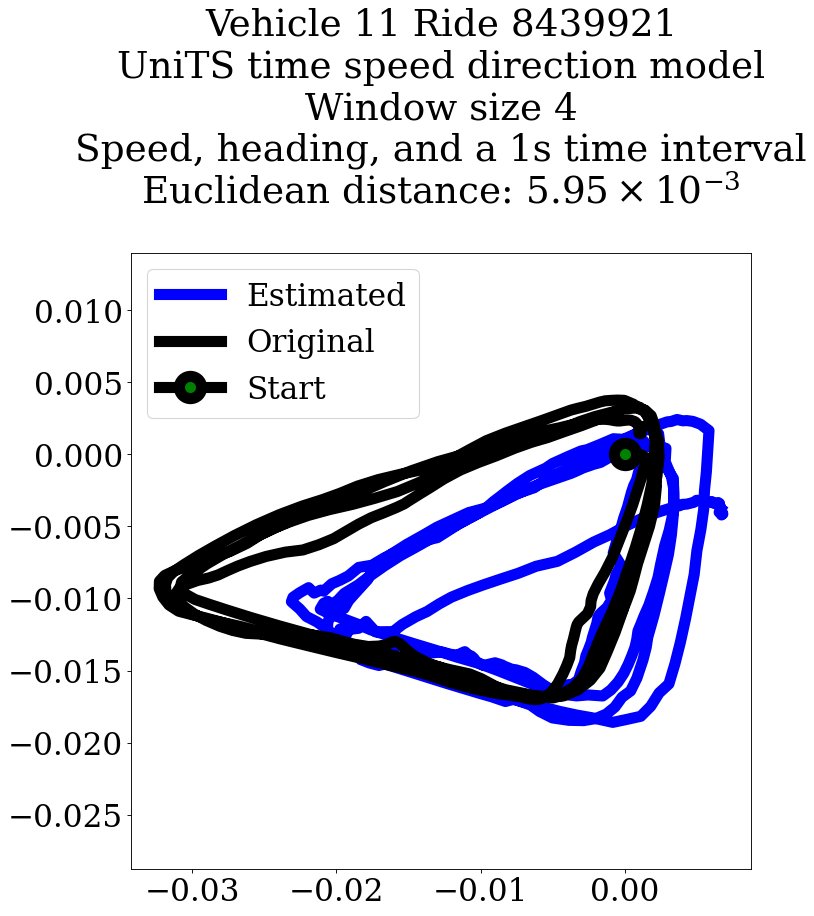 Vehicle 11 Ride 8439921
UniTS time speed direction model
Window size 4
Speed, heading, and a 1s time interval
Euclidean distance: 5.95 × 10⁻³
Estimated
Original
Start
0.010
0.005
0.000
−0.005
−0.010
−0.015
−0.020
−0.025
−0.03 −0.02 −0.01 0.00